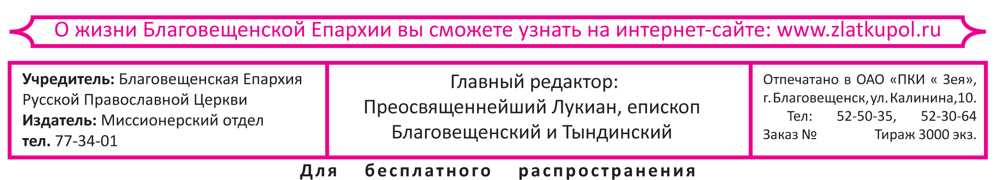 О жизни Благовещенской Епархии вы сможете узнать на интернет-сайте: www.zlatkupol.ru
Учредитель: Благовещенская Епархия
Русской Православной Церкви
Издатель: Миссионерский отдел
тел. 77-34-01
Главный редактор:
Преосвященнейший Лукиан, епископ
Благовещенский и Тындинский
Отпечатано в ОАО «ПКИ « Зея»,
г. Благовещенск, ул. Калинина,10.
Тел: 52-50-35, 52-30-64
Заказ № Тираж 3000 экз.
Для бесплатного распространения